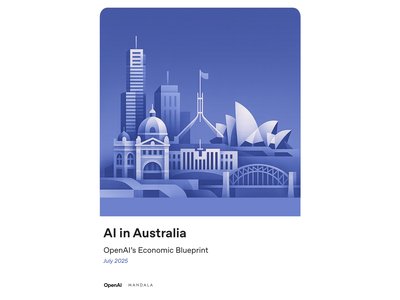 AI in Australia
OpenAI's Economic Blueprint
July 2025
OpenAI MANDALA